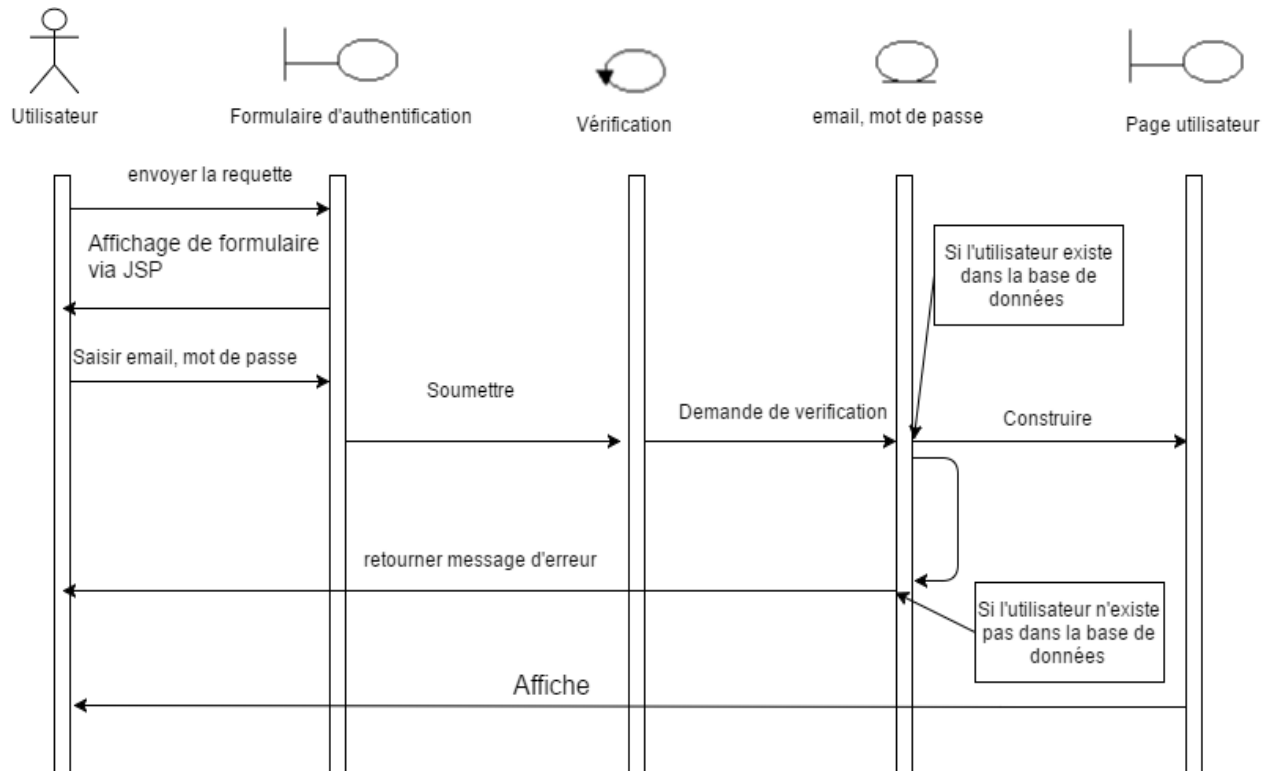 Utilisateur
Formulaire d'authentification
Vérification
email, mot de passe
Page utilisateur
envoyer la requette
Affichage de formulaire
via JSP
Si l'utilisateur existe
dans la base de
données
Saisir email, mot de passe
Soumettre
Demande de verification
Construire
retourner message d'erreur
Si l'utilisateur n'existe
pas dans la base de
données
Affiche